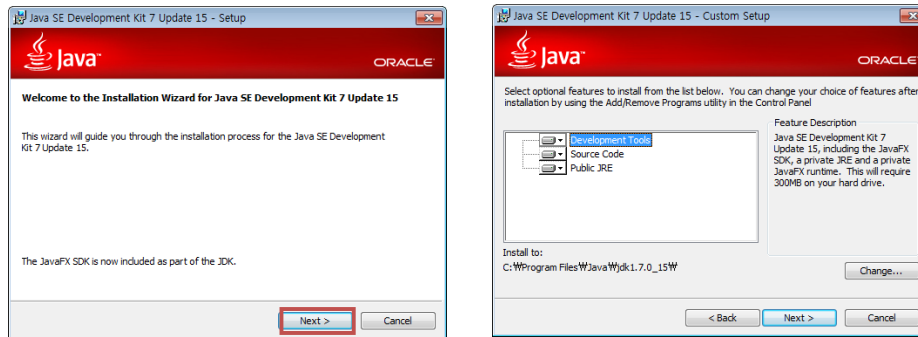 Java SE Development Kit 7 Update 15 - Setup
Java™
ORACLE
Welcome to the Installation Wizard for Java SE Development Kit 7 Update 15
This wizard will guide you through the installation process for the Java SE Development
Kit 7 Update 15.
The JavaFX SDK is now included as part of the JDK.
Next >
Cancel
Java SE Development Kit 7 Update 15 - Custom Setup
Java™
ORACLE
Select optional features to install from the list below. You can change your choice of features after
installation by using the Add/Remove Programs utility in the Control Panel
Development Tools
Source Code
Public JRE
Feature Description
Java SE Development Kit 7
Update 15, including the JavaFX
SDK, a private JRE and a private
JavaFX runtime. This will require
300MB on your hard drive.
Install to:
C:₩Program Files₩Java₩jdk1.7.0_15₩
Change...
< Back
Next >
Cancel